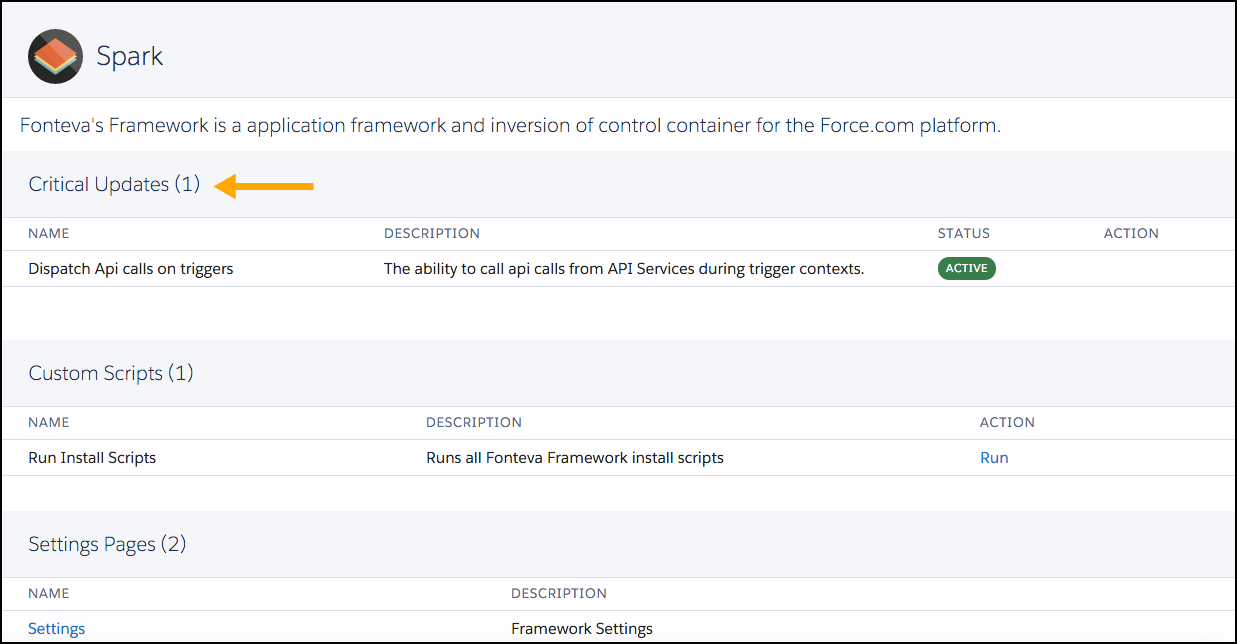 Spark
Fonteva's Framework is a application framework and inversion of control container for the Force.com platform.
Critical Updates (1)
NAME DESCRIPTION STATUS ACTION
Dispatch Api calls on triggers The ability to call api calls from API Services during trigger contexts. ACTIVE
Custom Scripts (1)
NAME DESCRIPTION ACTION
Run Install Scripts Runs all Fonteva Framework install scripts Run
Settings Pages (2)
NAME DESCRIPTION
Settings Framework Settings